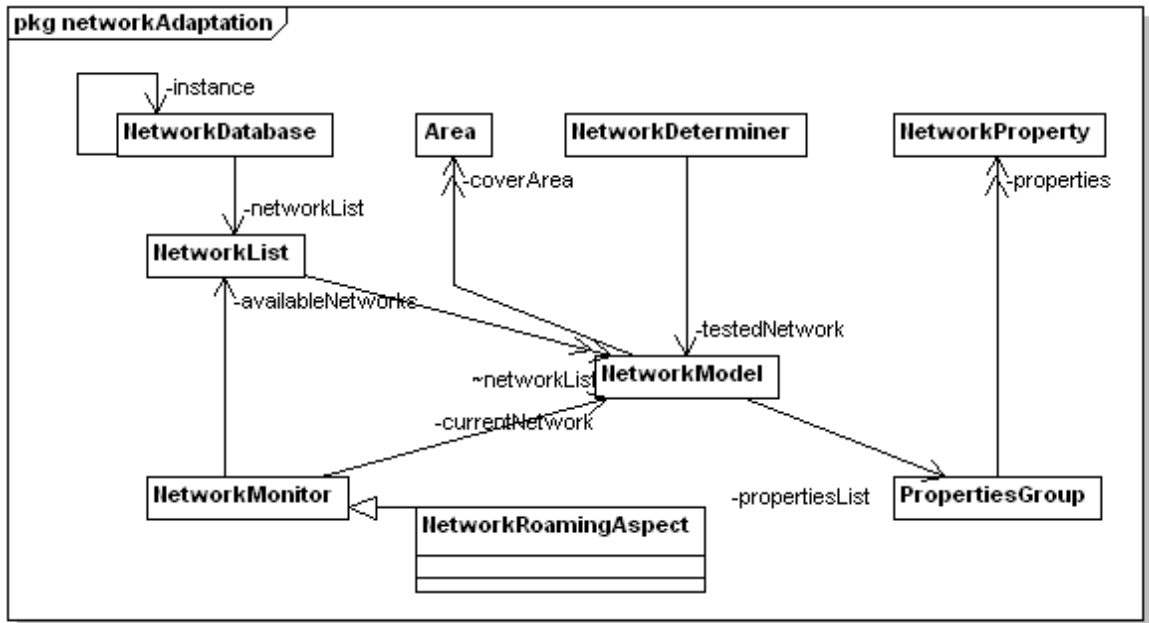 pkg networkAdaptation
-instance
NetworkDatabase
Area
NetworkDeterminer
NetworkProperty
-coverArea
-properties
-networkList
NetworkList
-availableNetworks
-testedNetwork
~networkList
NetworkModel
-currentNetwork
NetworkMonitor
-propertiesList
PropertiesGroup
NetworkRoamingAspect